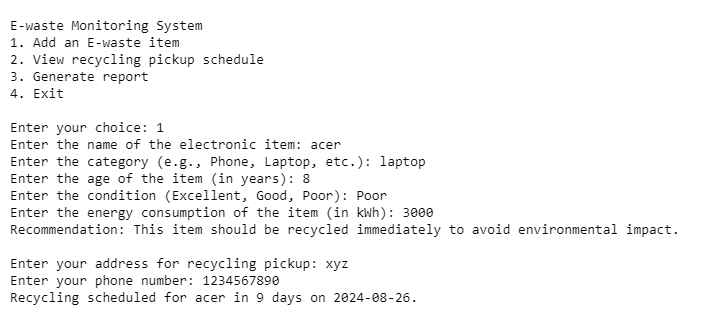 E-waste Monitoring System
1. Add an E-waste item
2. View recycling pickup schedule
3. Generate report
4. Exit
Enter your choice: 1
Enter the name of the electronic item: acer
Enter the category (e.g., Phone, Laptop, etc.): laptop
Enter the age of the item (in years): 8
Enter the condition (Excellent, Good, Poor): Poor
Enter the energy consumption of the item (in kWh): 3000
Recommendation: This item should be recycled immediately to avoid environmental impact.
Enter your address for recycling pickup: xyz
Enter your phone number: 1234567890
Recycling scheduled for acer in 9 days on 2024-08-26.